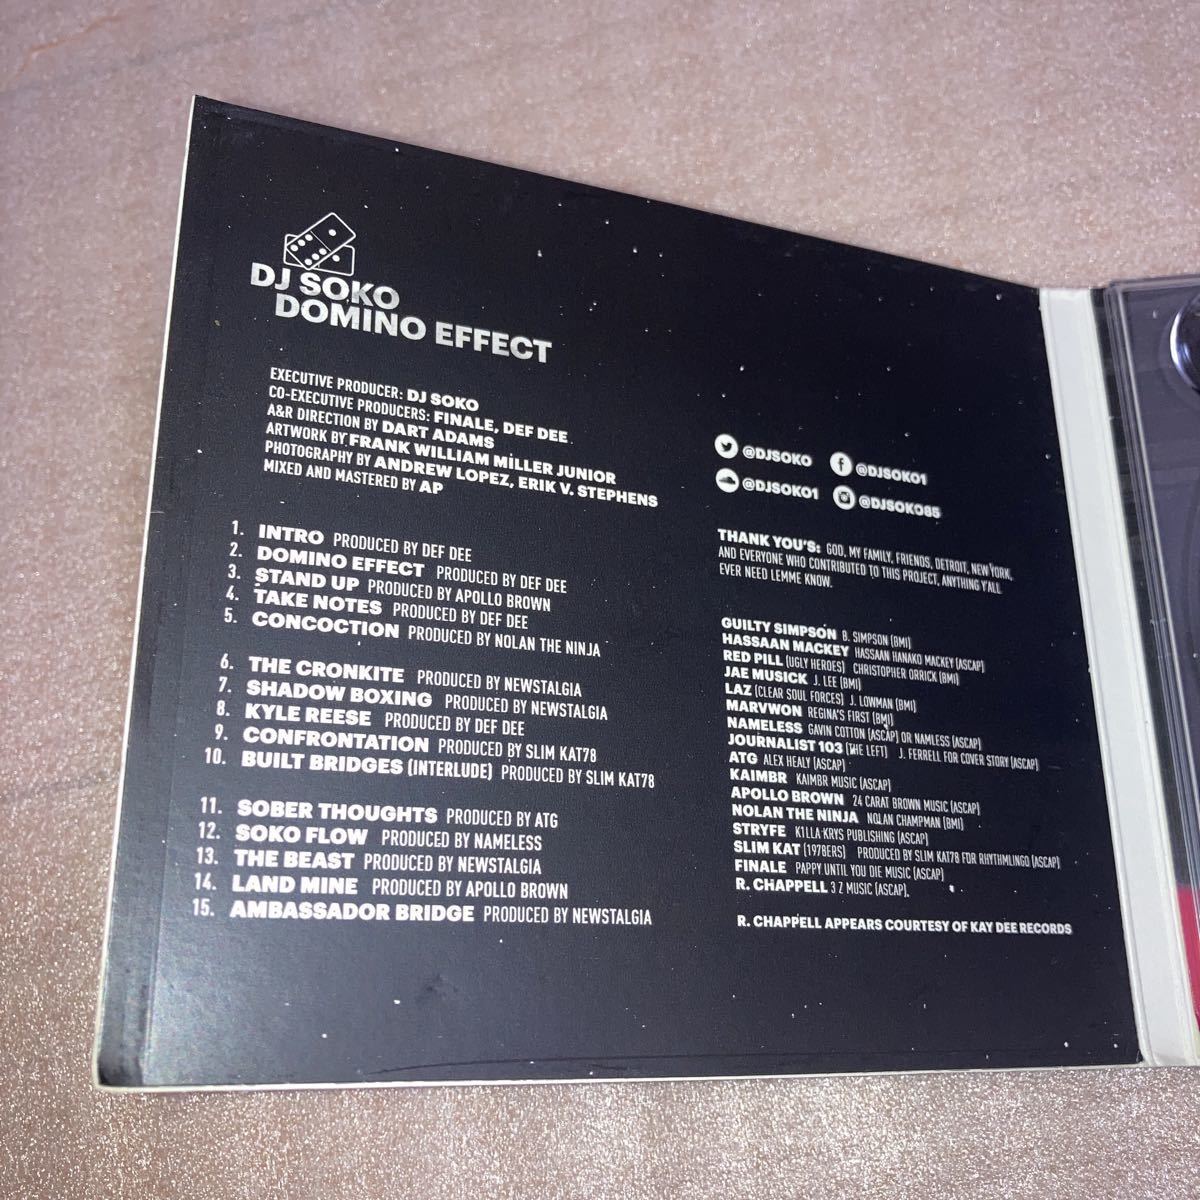 DJ SOKO
DOMINO EFFECT
EXECUTIVE PRODUCER: DJ SOKO
CO-EXECUTIVE PRODUCERS: FINALE, DEF DEE
A&R DIRECTION BY DART ADAMS
ARTWORK BY FRANK WILLIAM MILLER JUNIOR
PHOTOGRAPHY BY ANDREW LOPEZ, ERIK V. STEPHENS
MIXED AND MASTERED BY AP
1. INTRO PRODUCED BY DEF DEE
2. DOMINO EFFECT PRODUCED BY DEF DEE
3. STAND UP PRODUCED BY APOLLO BROWN
4. TAKE NOTES PRODUCED BY DEF DEE
5. CONCOCTION PRODUCED BY NOLAN THE NINJA
6. THE CRONKITE PRODUCED BY NEWSTALGIA
7. SHADOW BOXING PRODUCED BY NEWSTALGIA
8. KYLE REESE PRODUCED BY DEF DEE
9. CONFRONTATION PRODUCED BY SLIM KAT78
10. BUILT BRIDGES (INTERLUDE) PRODUCED BY SLIM KAT78
11. SOBER THOUGHTS PRODUCED BY ATG
12. SOKO FLOW PRODUCED BY NAMELESS
13. THE BEAST PRODUCED BY NEWSTALGIA
14. LAND MINE PRODUCED BY APOLLO BROWN
15. AMBASSADOR BRIDGE PRODUCED BY NEWSTALGIA
@DJSOKO @DJSOKO1
@DJSOKO1 @DJSOKO85
THANK YOU'S: GOD, MY FAMILY, FRIENDS, DETROIT, NEW YORK,
AND EVERYONE WHO CONTRIBUTED TO THIS PROJECT, ANYTHING Y'ALL
EVER NEED LEMME KNOW.
GUILTY SIMPSON B. SIMPSON (BMI)
HASSAAN MACKEY HASSAAN HANAKO MACKEY (ASCAP)
RED PILL (UGLY HEROES) CHRISTOPHER ORRICK (BMI)
JAE MUSICK J. LEE (BMI)
LAZ (CLEAR SOUL FORCES) J. LOWMAN (BMI)
MARVWON REGINA'S FIRST (BMI)
NAMELESS GAVIN COTTON (ASCAP) OR NAMLESS (ASCAP)
JOURNALIST 103 (THE LEFT) J. FERRELL FOR COVER STORY (ASCAP)
ATG ALEX HEALY (ASCAP)
KAIMBR KAIMBR MUSIC (ASCAP)
APOLLO BROWN 24 CARAT BROWN MUSIC (ASCAP)
NOLAN THE NINJA NOLAN CHAMPMAN (BMI)
STRYFE K1LLA KRYS PUBLISHING (ASCAP)
SLIM KAT (1978ERS) PRODUCED BY SLIM KAT78 FOR RHYTHMLINGO (ASCAP)
FINALE PAPPY UNTIL YOU DIE MUSIC (ASCAP)
R. CHAPPELL 3 Z MUSIC (ASCAP).
R. CHAPPELL APPEARS COURTESY OF KAY DEE RECORDS